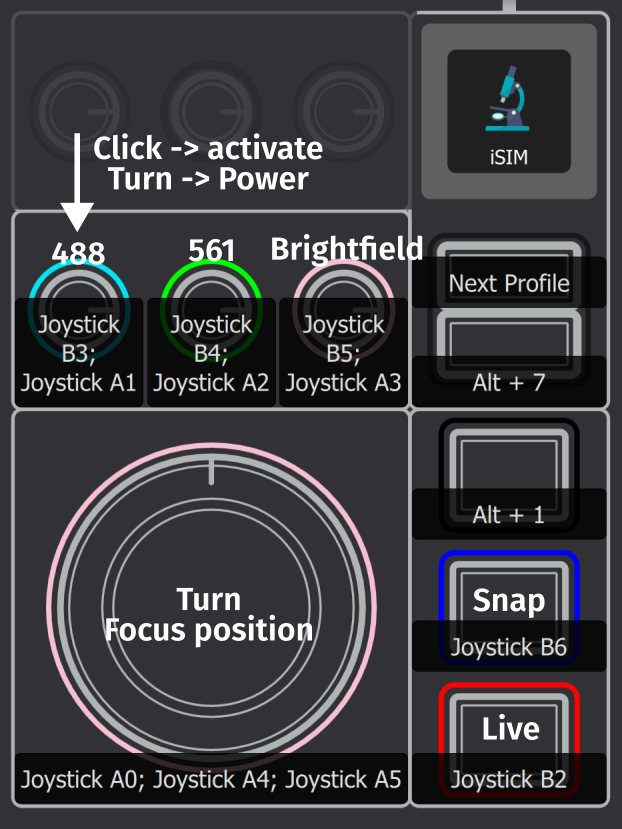 iSIM
Click -> activate
Turn -> Power
488
561
Brightfield
Joystick
B3;
Joystick A1
Joystick
B4;
Joystick A2
Joystick
B5;
Joystick A3
Next Profile
Alt + 7
Alt + 1
Turn
Focus position
Snap
Joystick B6
Live
Joystick B2
Joystick A0; Joystick A4; Joystick A5